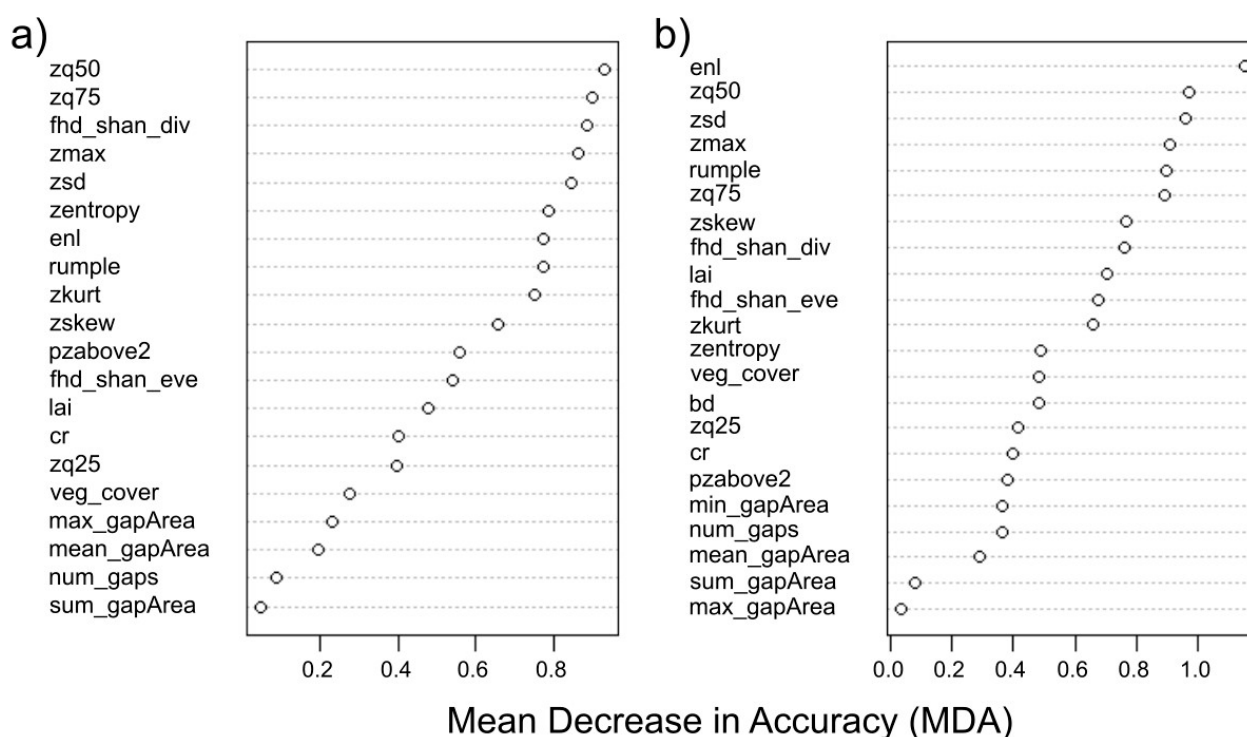 a)
zq50
zq75
fhd_shan_div
zmax
zsd
zentropy
enl
rumple
zkurt
zskew
pzabove2
fhd_shan_eve
lai
cr
zq25
veg_cover
max_gapArea
mean_gapArea
num_gaps
sum_gapArea
0.2 0.4 0.6 0.8
b)
enl
zq50
zsd
zmax
rumple
zq75
zskew
fhd_shan_div
lai
fhd_shan_eve
zkurt
zentropy
veg_cover
bd
zq25
cr
pzabove2
min_gapArea
num_gaps
mean_gapArea
sum_gapArea
max_gapArea
0.0 0.2 0.4 0.6 0.8 1.0
Mean Decrease in Accuracy (MDA)